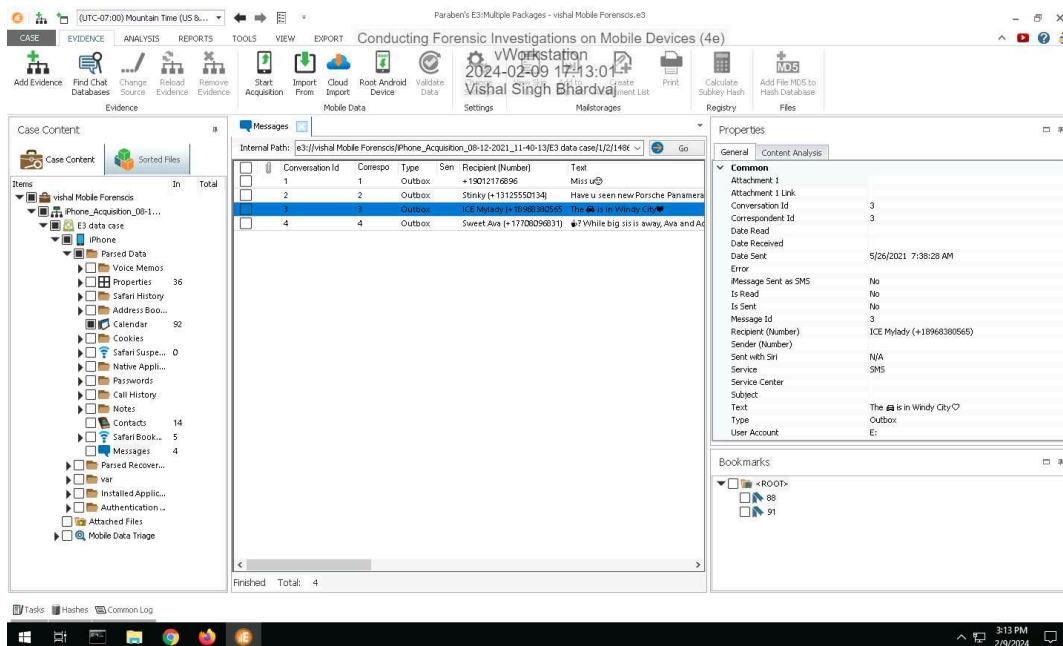 (UTC-07:00) Mountain Time (US &...
Paraben's E3:Multiple Packages - vishal Mobile Forenscis.e3
CASE EVIDENCE ANALYSIS REPORTS TOOLS VIEW EXPORT
Conducting Forensic Investigations on Mobile Devices (4e)
vWorkstation
2024-02-09 17:13:01
Vishal Singh Bhardvaj
Add Evidence
Find Chat Databases
Change Source
Reload Evidence
Remove Evidence
Evidence
Start Acquisition
Import From
Cloud Import
Root Android Device
Validate Data
Mobile Data
Settings
Create
ment List
Print
Mailstorages
Calculate Subkey Hash
Registry
MD5
Add File MD5 to Hash Database
Files
Case Content
Case Content
Sorted Files
Items In Total
vishal Mobile Forenscis
iPhone_Acquisition_08-1...
E3 data case
iPhone
Parsed Data
Voice Memos
Properties 36
Safari History
Address Boo...
Calendar 92
Cookies
Safari Suspe... 0
Native Appli...
Passwords
Call History
Notes
Contacts 14
Safari Book... 5
Messages 4
Parsed Recover...
var
Installed Applic...
Authentication ...
Attached Files
Mobile Data Triage
Messages
Internal Path: e3://vishal Mobile Forenscis/iPhone_Acquisition_08-12-2021_11-40-13/E3 data case/1/2/148 Go
Conversation Id Correspo Type Sen Recipient (Number) Text
1 1 Outbox +19012176896 Miss u😍
2 2 Outbox Stinky (+13125550134) Have u seen new Porsche Panamera
3 3 Outbox ICE Mylady (+18968380565 The 🚘 is in Windy City♥
4 4 Outbox Sweet Ava (+17708096831) ? While big sis is away, Ava and Ad
Finished Total: 4
Properties
General Content Analysis
Common
Attachment 1
Attachment 1 Link
Conversation Id 3
Correspondent Id 3
Date Read
Date Received
Date Sent 5/26/2021 7:38:28 AM
Error
iMessage Sent as SMS No
Is Read No
Is Sent No
Message Id 3
Recipient (Number) ICE Mylady (+18968380565)
Sender (Number)
Sent with Siri N/A
Service SMS
Service Center
Subject
Text The 🚘 is in Windy City♡
Type Outbox
User Account E:
Bookmarks
<ROOT>
88
91
Tasks Hashes Common Log
3:13 PM
2/9/2024